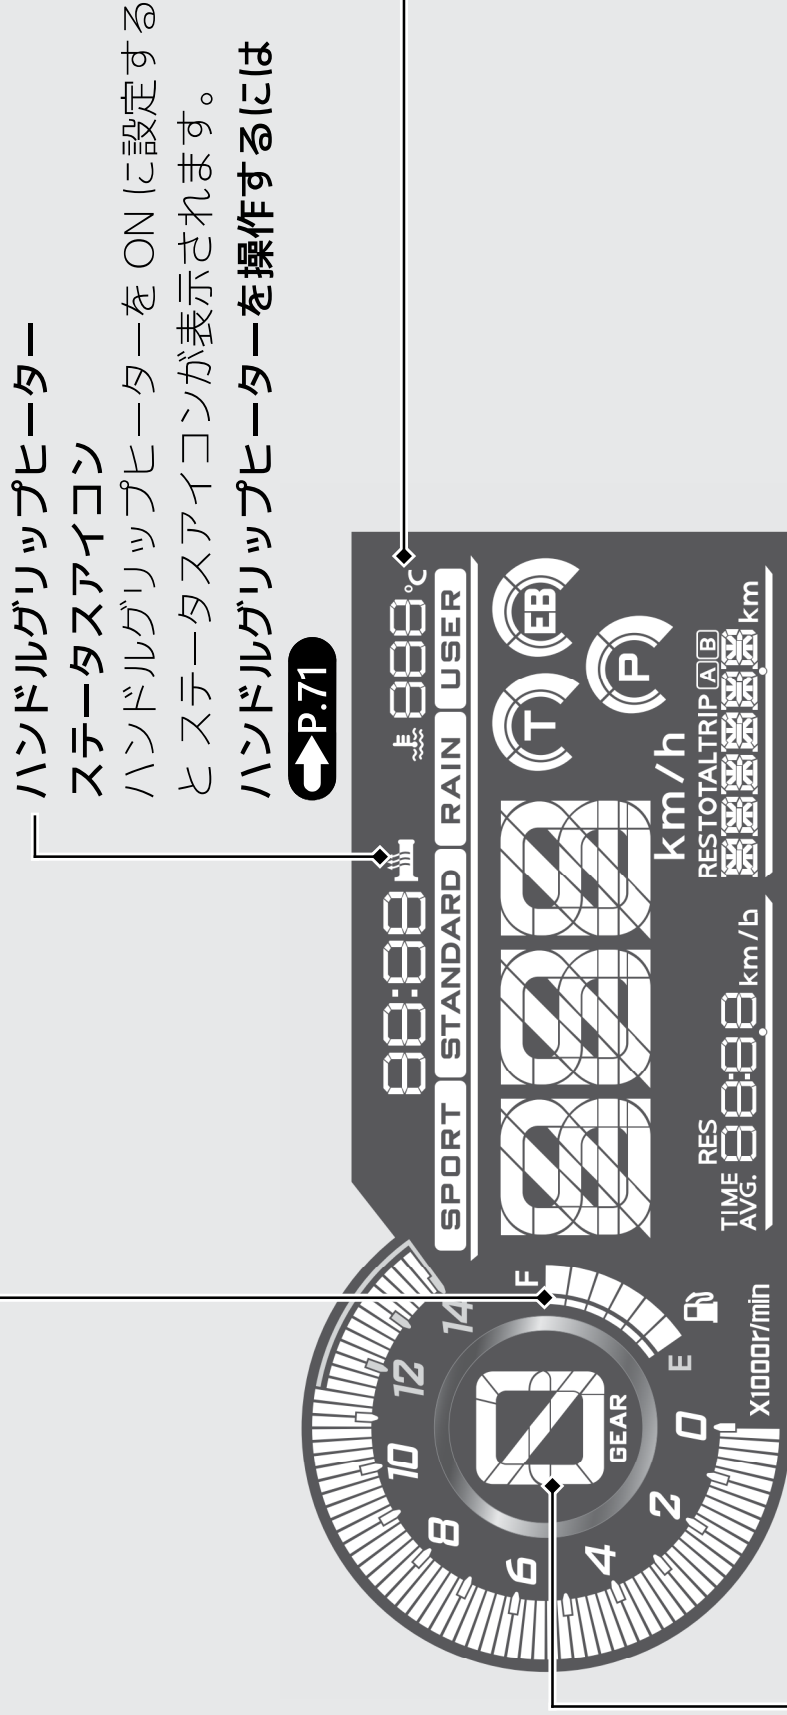 ハンドルグリップヒーター
ステータスアイコン
ハンドルグリップヒーターを ON に設定する
と ステータスアイコンが表示されます。
ハンドルグリップヒーターを操作するには
P.71
88:88
888°C
SPORT STANDARD RAIN USER
888
km/h
T
EB
P
0 2 4 6 8 10 12 14
X1000r/min
GEAR
F
E
TIME
AVG.
RES
88:88 km/h
RES TOTAL TRIP A B
km